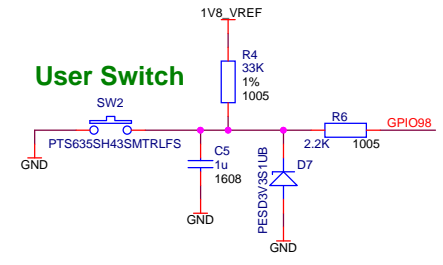 1V8_VREF
User Switch
R4
33K
1%
1005
SW2
PTS635SH43SMTRLFS
GND
C5
1u
1608
GND
PESD3V3S1UB
D7
GND
R6
2.2K
1005
GPIO98